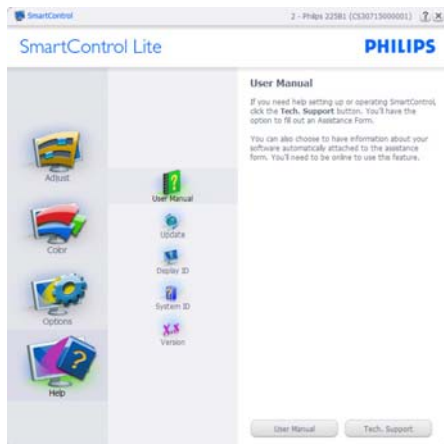 SmartControl
2 - Philips 225B1 (CS30715000001)
SmartControl Lite
PHILIPS
Adjust
Color
Options
Help
User Manual
Update
Display ID
System ID
X.X
Version
User Manual
If you need help setting up or operating SmartControl,
click the Tech. Support button. You'll have the
option to fill out an Assistance Form.
You can also choose to have information about your
software automatically attached to the assistance
form. You'll need to be online to use this feature.
User Manual
Tech. Support